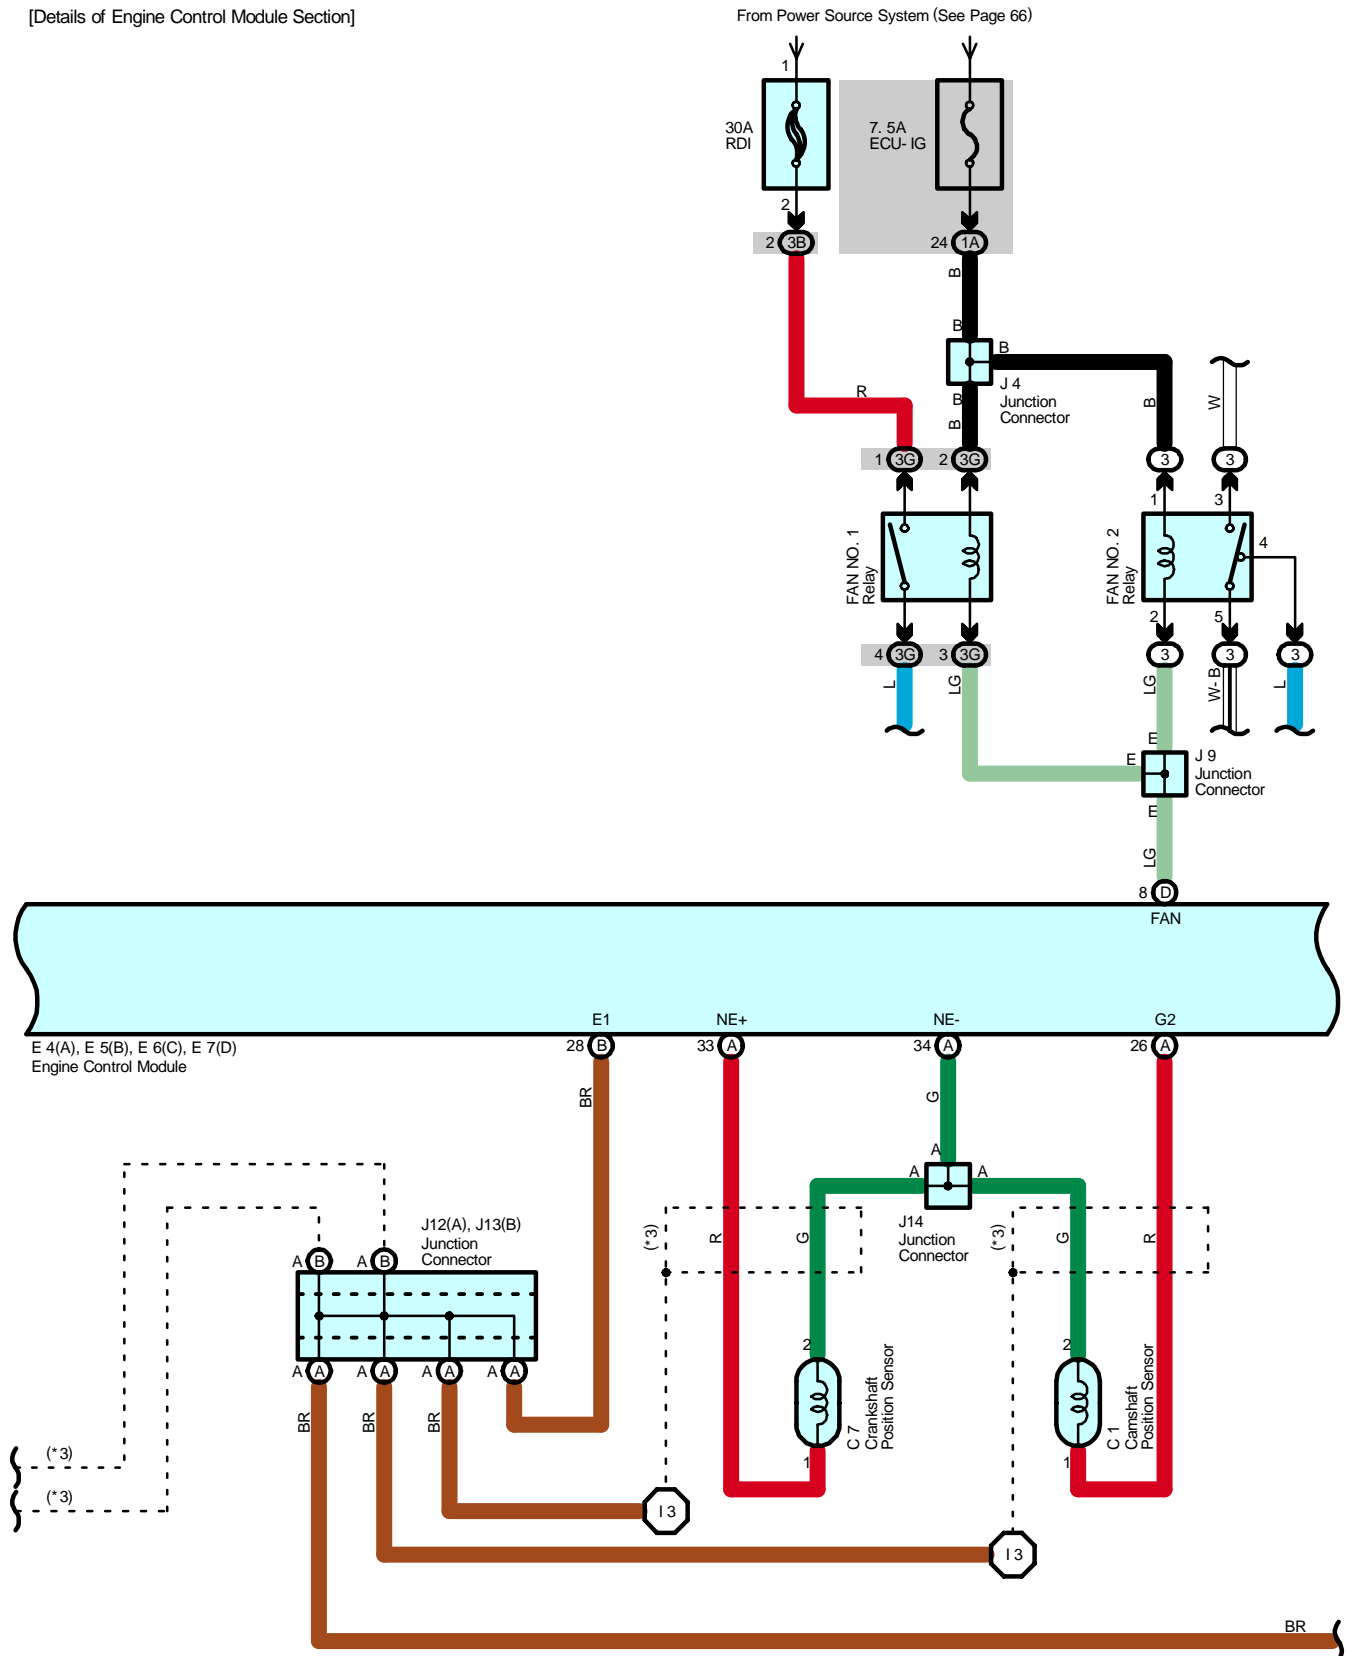 [Details of Engine Control Module Section]
From Power Source System (See Page 66)
1
30A
RDI
7. 5A
ECU- IG
2
2 3B
24 1A
B
B
B
J 4
Junction
Connector
R
B
B
B
W
1 3G
2 3G
3
3
1
3
FAN NO. 1
Relay
FAN NO. 2
Relay
4
2
5
4 3G
3 3G
3
3
3
L
LG
LG
W- B
L
E
E
J 9
Junction
Connector
E
LG
8 D
FAN
E1
NE+
NE-
G2
E 4(A), E 5(B), E 6(C), E 7(D)
Engine Control Module
28 B
33 A
34 A
26 A
BR
G
A
A
A
J14
Junction
Connector
J12(A), J13(B)
Junction
Connector
(*3)
R
G
(*3)
G
R
A B
A B
A A
A A
A A
A A
BR
BR
BR
2
2
C 7
Crankshaft
Position Sensor
C 1
Camshaft
Position Sensor
1
1
(*3)
(*3)
I 3
I 3
BR